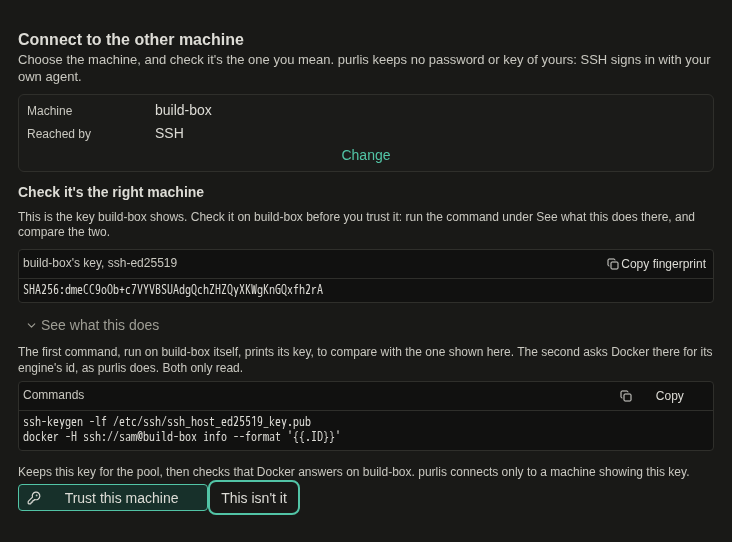 Connect to the other machine
Choose the machine, and check it's the one you mean. purlis keeps no password or key of yours: SSH signs in with your
own agent.
Machine build-box
Reached by SSH
Change
Check it's the right machine
This is the key build-box shows. Check it on build-box before you trust it: run the command under See what this does there, and
compare the two.
build-box's key, ssh-ed25519 Copy fingerprint
SHA256:dmeCC9oOb+c7VYVBSUAdgQchZHZQyXKWgKnGQxfh2rA
See what this does
The first command, run on build-box itself, prints its key, to compare with the one shown here. The second asks Docker there for its
engine's id, as purlis does. Both only read.
Commands Copy
ssh-keygen -lf /etc/ssh/ssh_host_ed25519_key.pub
docker -H ssh://sam@build-box info --format '{{.ID}}'
Keeps this key for the pool, then checks that Docker answers on build-box. purlis connects only to a machine showing this key.
Trust this machine This isn't it